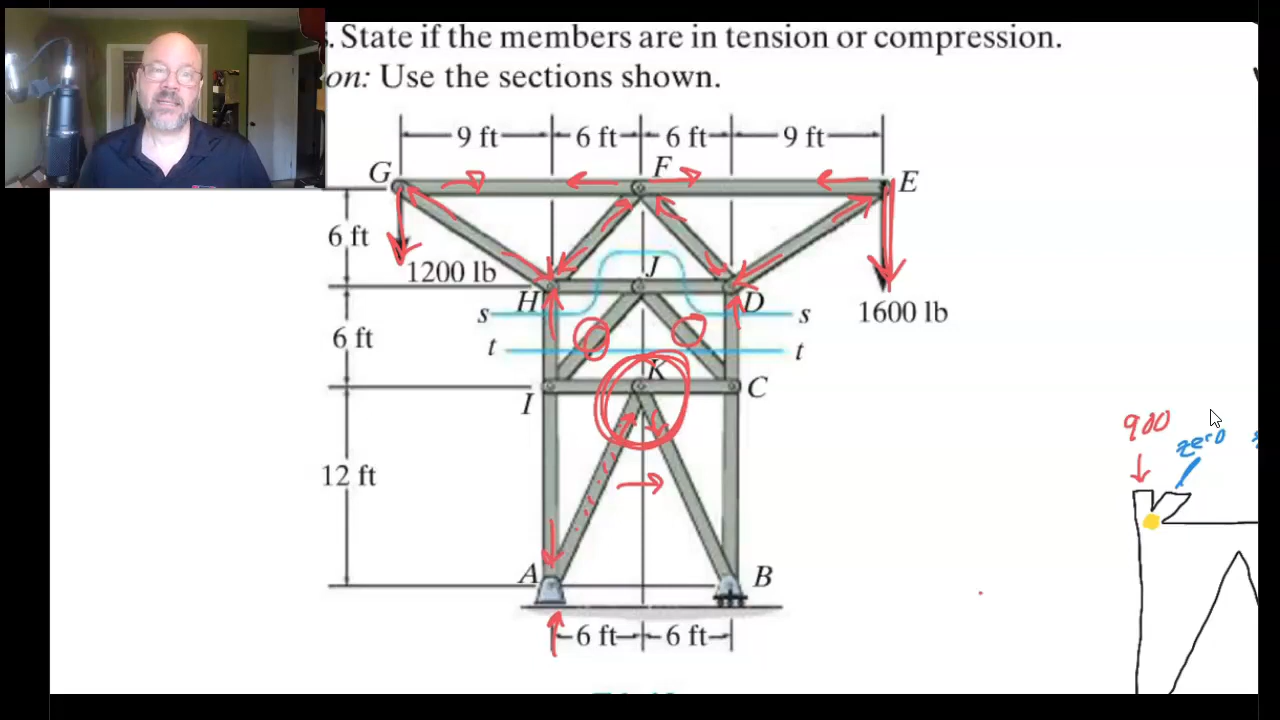 . State if the members are in tension or compression.
on: Use the sections shown.
9 ft 6 ft 6 ft 9 ft
G F E
6 ft
1200 lb J
H D 1600 lb
s s
6 ft
t t
K
I C
900
zero
12 ft
A B
6 ft 6 ft